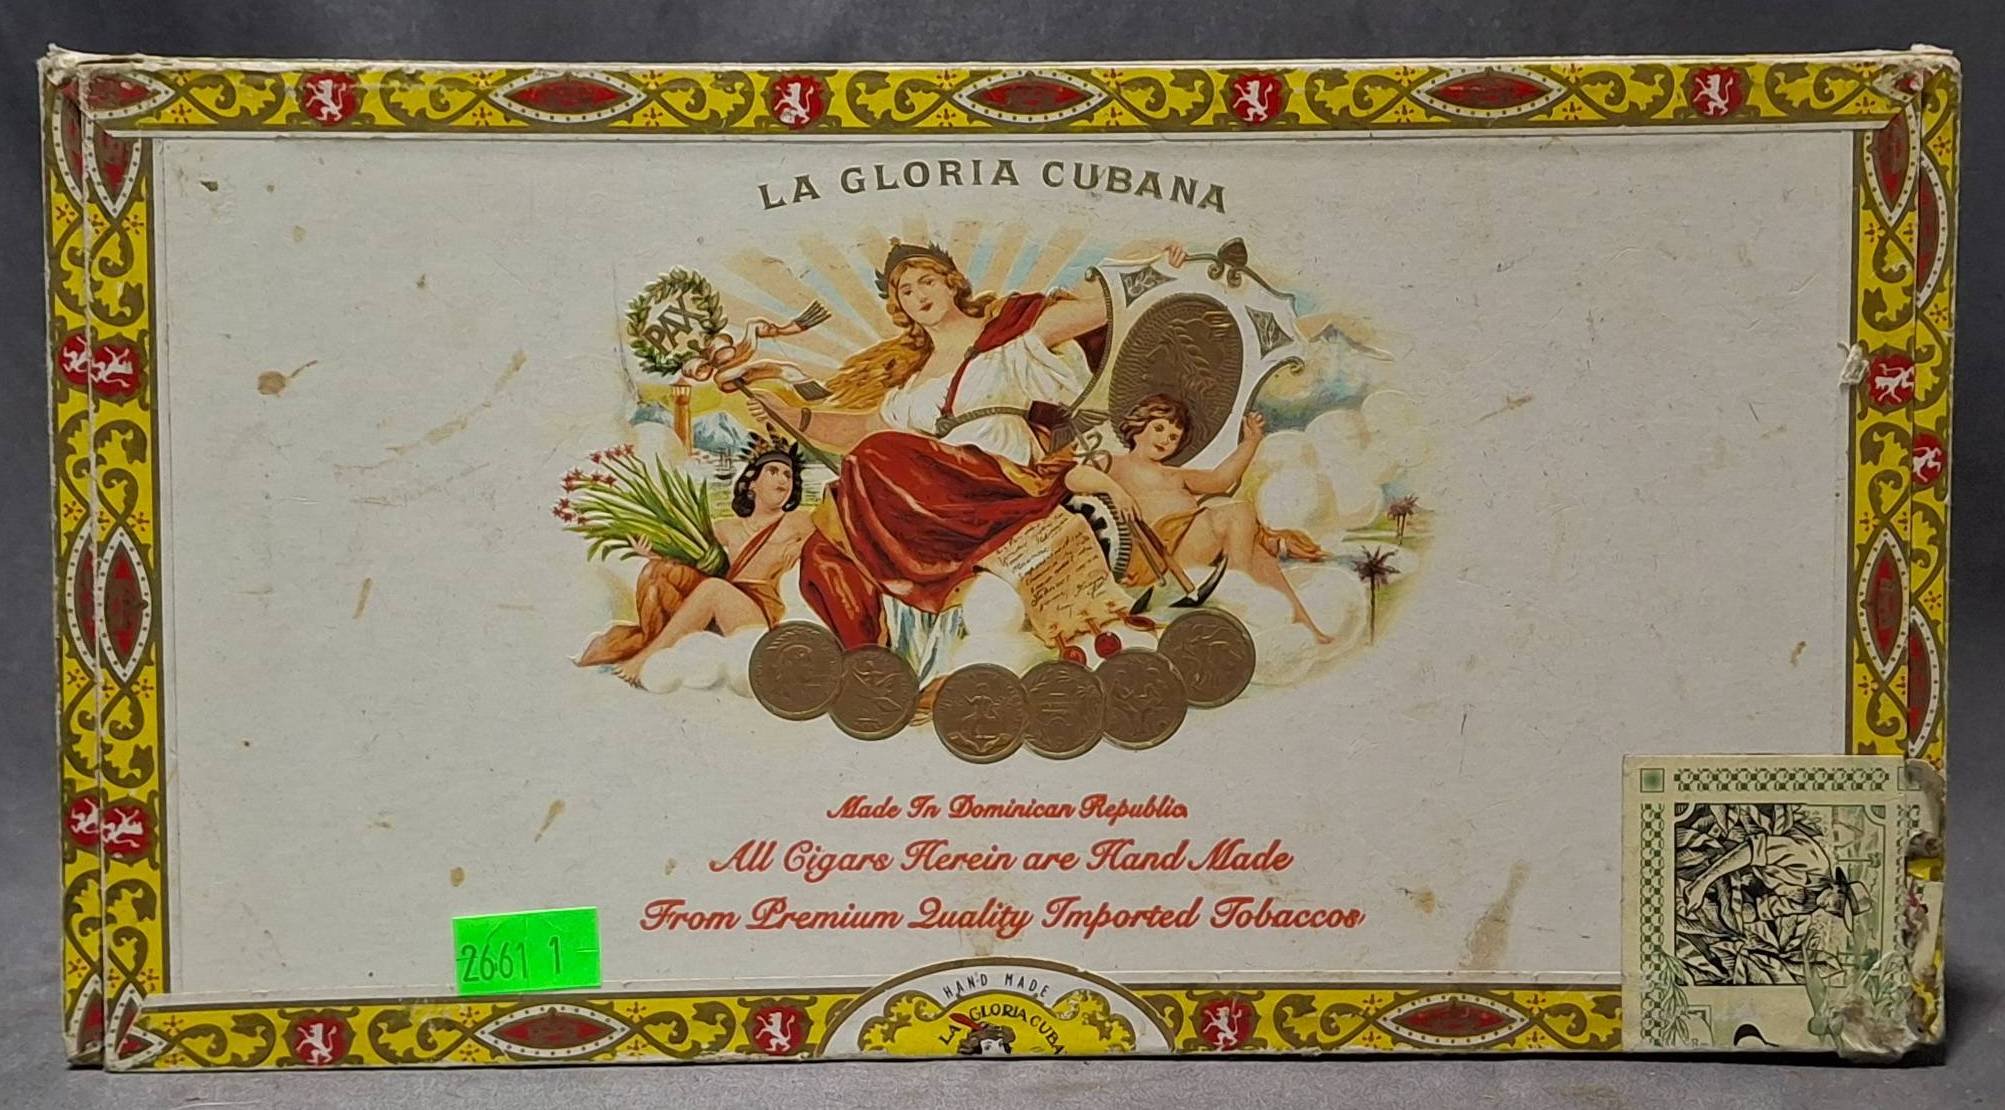 LA GLORIA CUBANA
PAX
Made In Dominican Republic
All Cigars Herein are Hand Made
From Premium Quality Imported Tobaccos
2661 1
HAND MADE
LA GLORIA CUBA